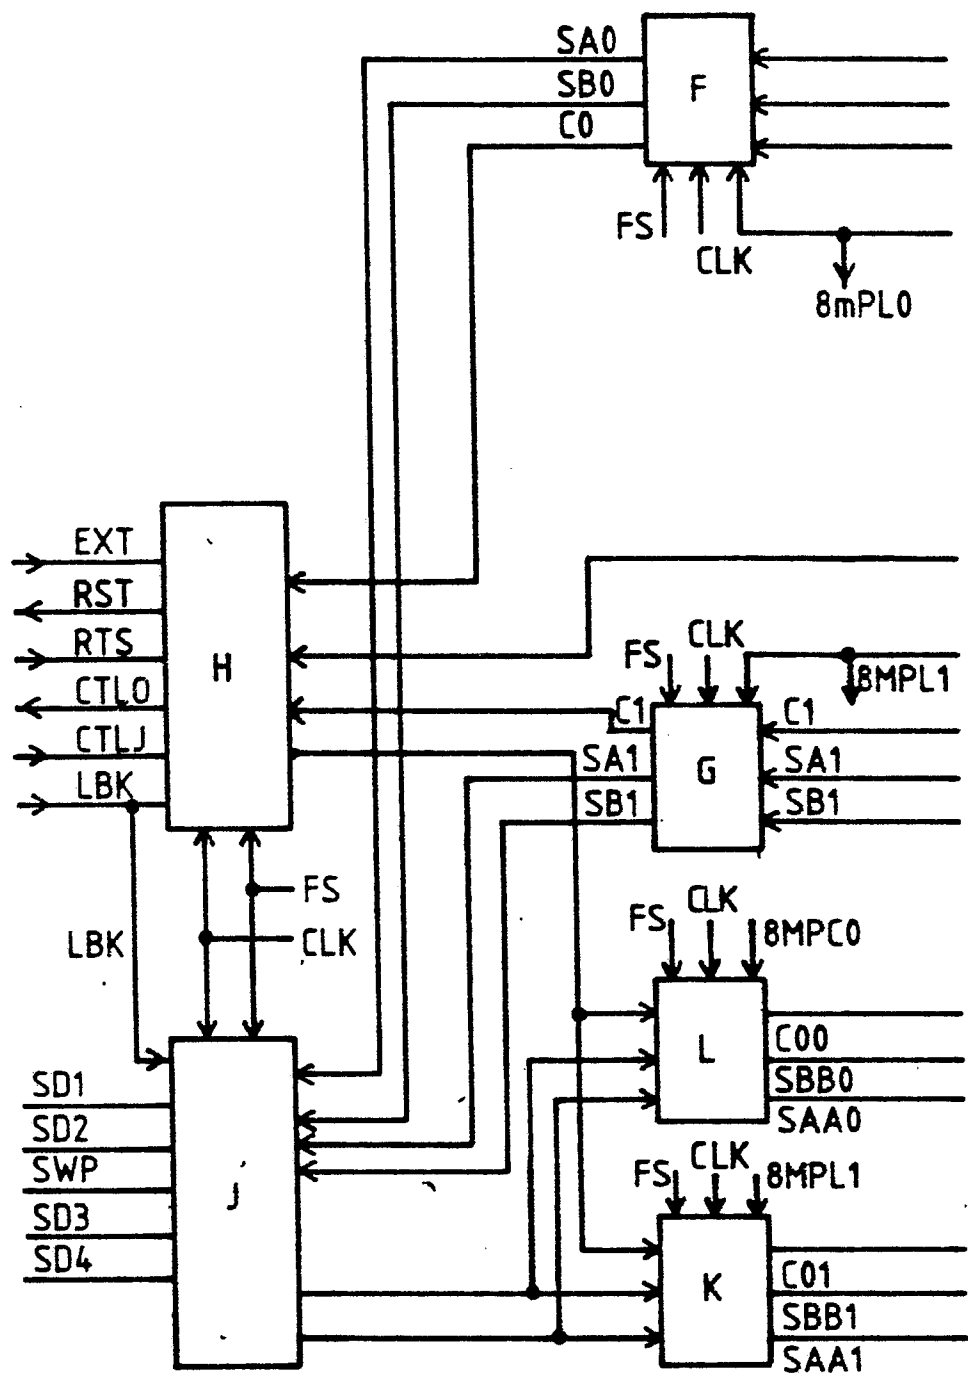 SA0
F
SB0
C0
FS
CLK
8mPL0
EXT
RST
RTS
CTLO
CTLJ
LBK
H
CLK
FS
8MPL1
C1
C1
SA1
G
SA1
SB1
SB1
FS
CLK
LBK
CLK
FS
8MPC0
L
C00
SBB0
SAA0
SD1
SD2
SWP
SD3
SD4
J
CLK
FS
8MPL1
K
C01
SBB1
SAA1